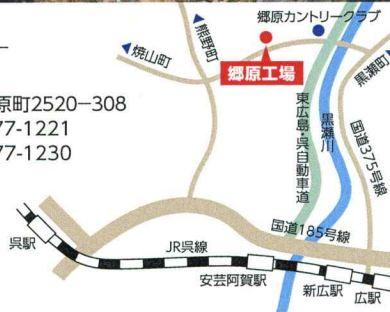 郷原カントリークラブ
熊野町
焼山町
黒瀬町
郷原工場
原町2520−308
77-1221
77-1230
東広島・呉自動車道
黒瀬川
国道375号線
国道185号線
呉駅
JR呉線
安芸阿賀駅
新広駅
広駅